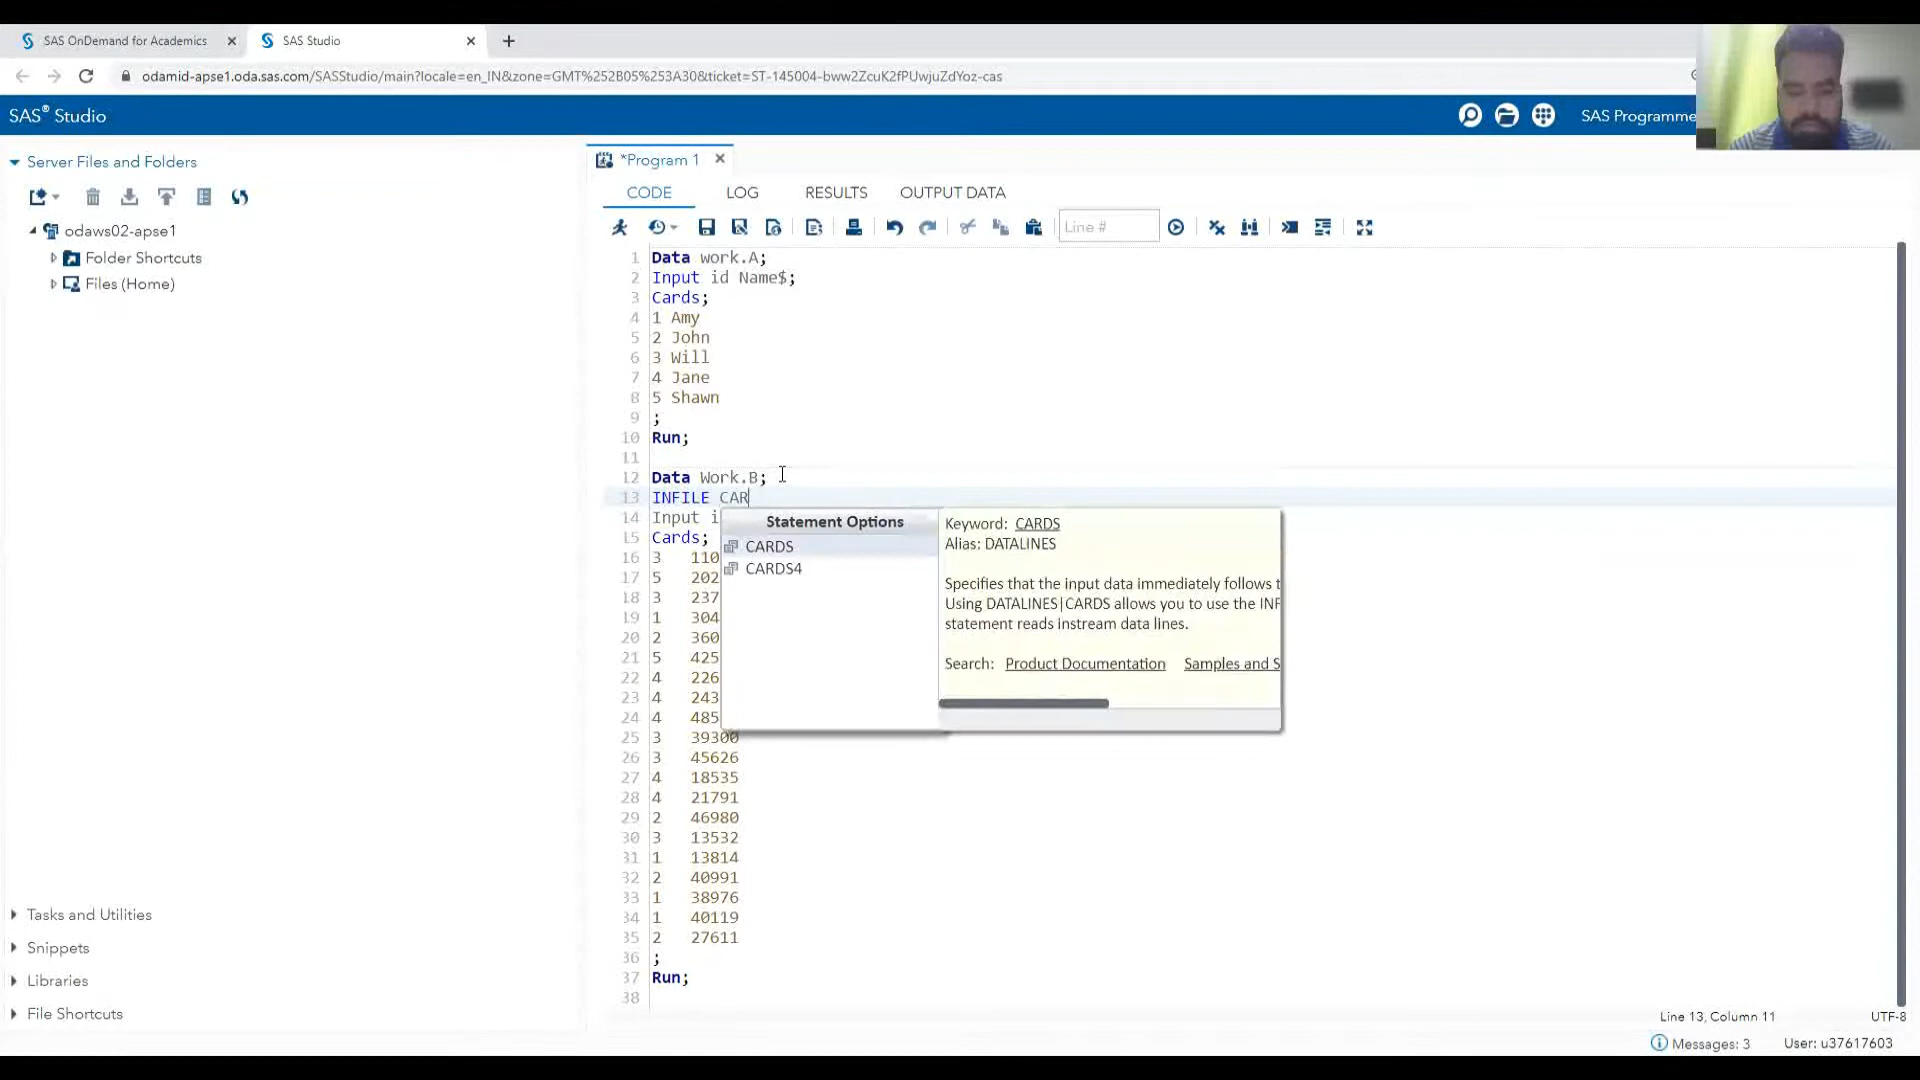 SAS OnDemand for Academics
SAS Studio
odamid-apse1.oda.sas.com/SASStudio/main?locale=en_IN&zone=GMT%252B05%253A30&ticket=ST-145004-bww2ZcuK2fPUwjuZdYoz-cas
SAS® Studio
SAS Programme
Server Files and Folders
odaws02-apse1
Folder Shortcuts
Files (Home)
Tasks and Utilities
Snippets
Libraries
File Shortcuts
*Program 1
CODE LOG RESULTS OUTPUT DATA
Line #
1 Data work.A;
2 Input id Name$;
3 Cards;
4 1 Amy
5 2 John
6 3 Will
7 4 Jane
8 5 Shawn
9 ;
10 Run;
11
12 Data Work.B;
13 INFILE CAR
14 Input i
15 Cards;
16 3 110
17 5 202
18 3 237
19 1 304
20 2 360
21 5 425
22 4 226
23 4 243
24 4 485
25 3 39300
26 3 45626
27 4 18535
28 4 21791
29 2 46980
30 3 13532
31 1 13814
32 2 40991
33 1 38976
34 1 40119
35 2 27611
36 ;
37 Run;
38
Statement Options
CARDS
CARDS4
Keyword: CARDS
Alias: DATALINES
Specifies that the input data immediately follows t
Using DATALINES|CARDS allows you to use the INF
statement reads instream data lines.
Search: Product Documentation Samples and S
Line 13, Column 11
UTF-8
Messages: 3
User: u37617603